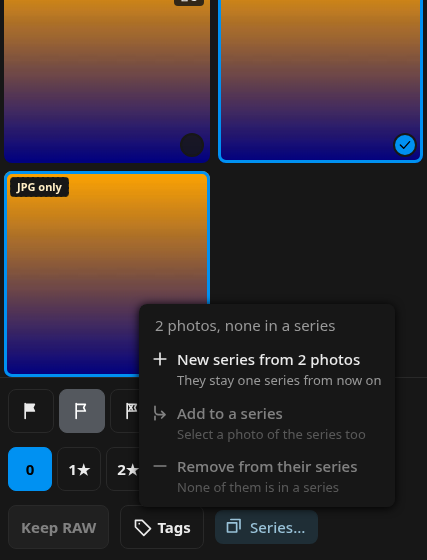 JPG only
2 photos, none in a series
New series from 2 photos
They stay one series from now on
Add to a series
Select a photo of the series too
Remove from their series
None of them is in a series
0
1★
2★
Keep RAW
Tags
Series...